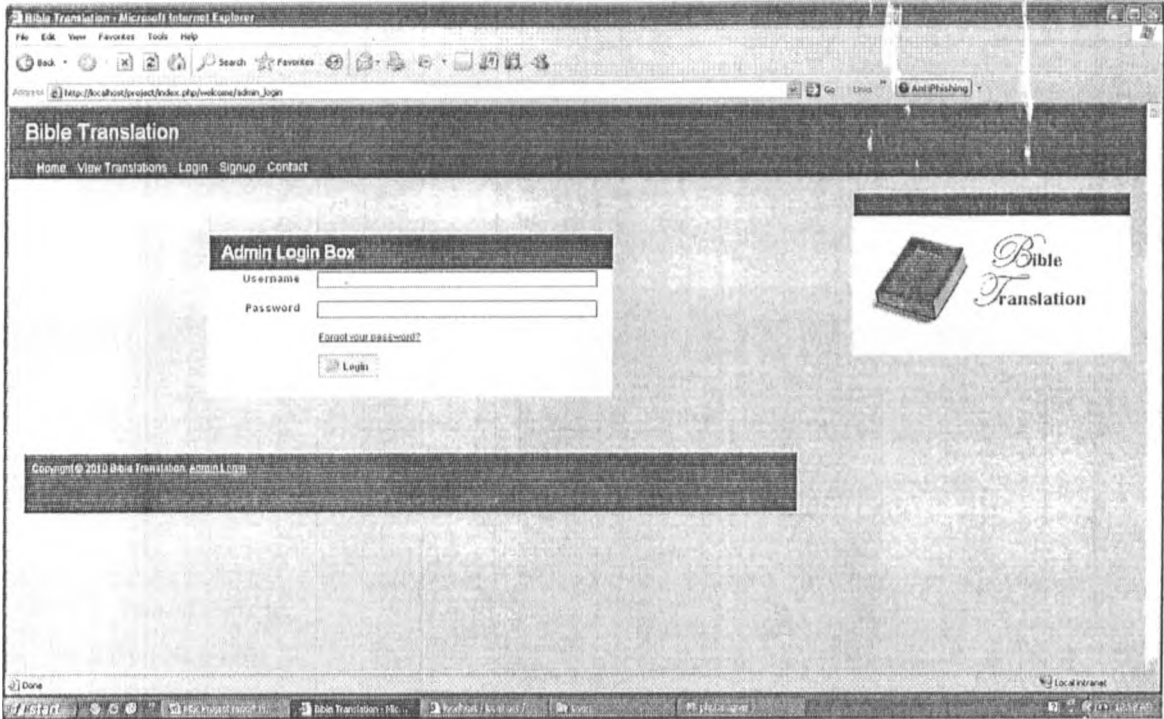 Bible Translation - Microsoft Internet Explorer
File Edit View Favorites Tools Help
Back Search Favorites
Address http://localhost/project/index.php/welcome/admin_login Go Links » AntiPhishing
Bible Translation
Home View Translations Login Signup Contact
Admin Login Box
Username
Password
Forgot your password?
Login
Bible
Translation
Copyright © 2010 Bible Translation. Admin Login
Done Local intranet
start Bible Translation - Mic...